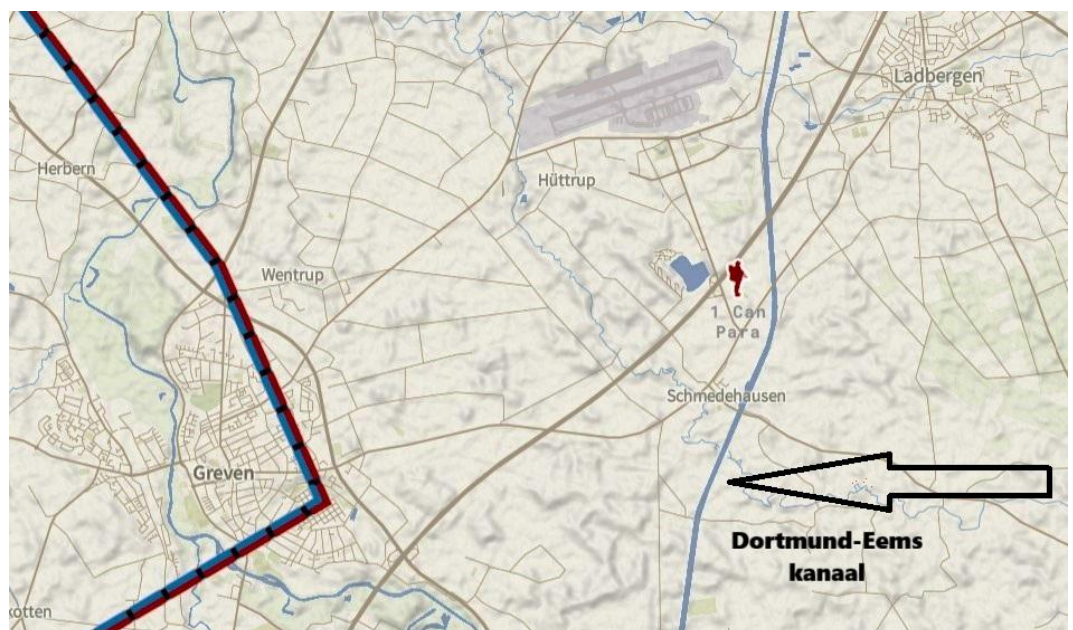 Ladbergen
Herbern
Hüttrup
Wentrup
1 Can
Para
Schmedehausen
Greven
Dortmund-Eems
kanaal
kotten